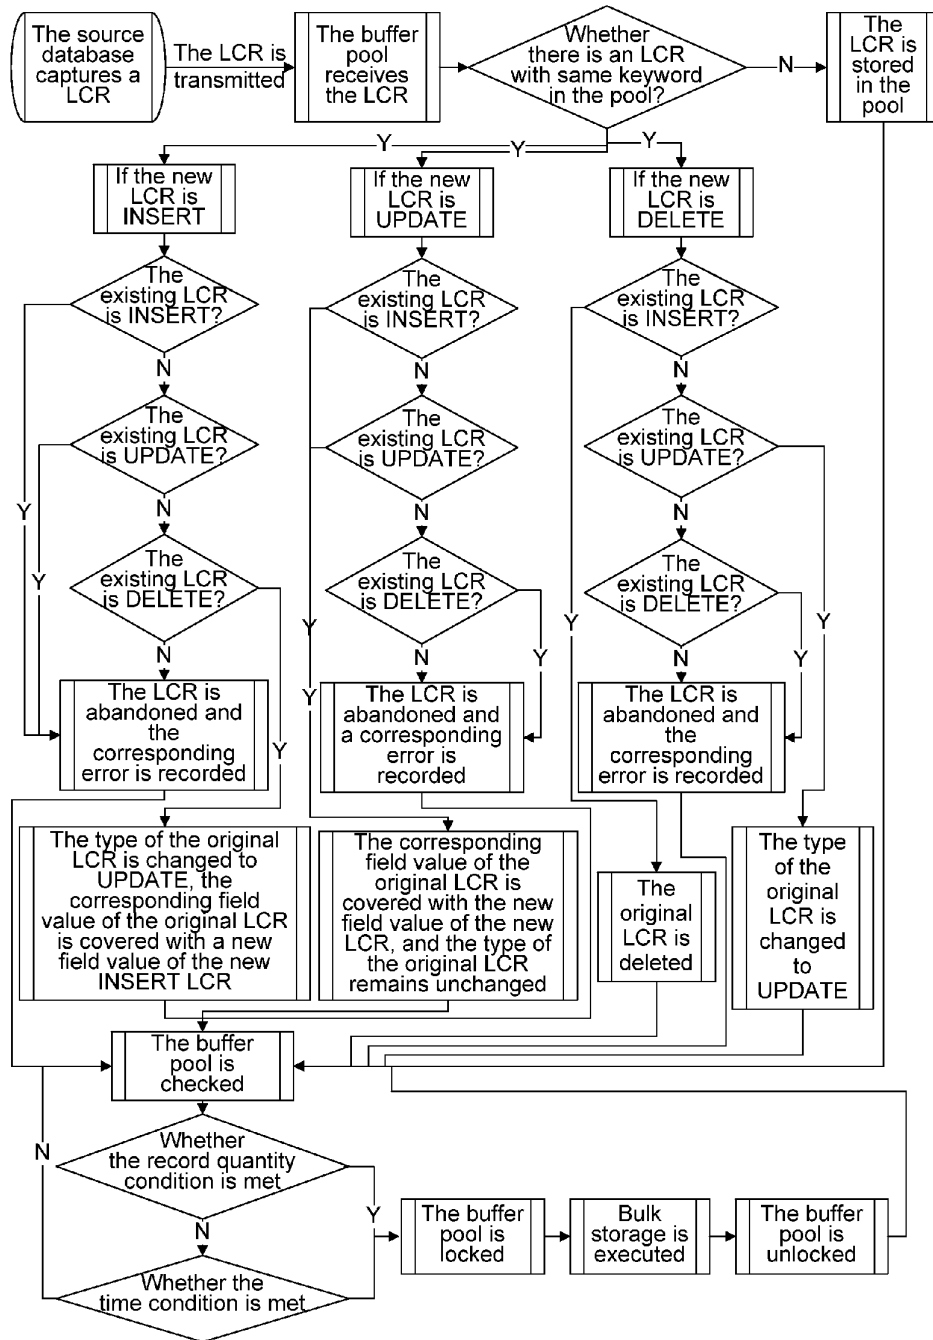 The source
database
captures a
LCR
The LCR is
transmitted
The buffer
pool
receives
the LCR
Whether
there is an LCR
with same keyword
in the pool?
N
The
LCR is
stored
in the
pool
Y
Y
Y
If the new
LCR is
INSERT
If the new
LCR is
UPDATE
If the new
LCR is
DELETE
The
existing LCR
is INSERT?
The
existing LCR
is INSERT?
The
existing LCR
is INSERT?
N
N
N
The
existing LCR
is UPDATE?
The
existing LCR
is UPDATE?
The
existing LCR
is UPDATE?
Y
N
N
N
Y
The
existing LCR
is DELETE?
The
existing LCR
is DELETE?
The
existing LCR
is DELETE?
Y
Y
Y
N
N
N
Y
Y
The LCR is
abandoned and
the
corresponding
error is recorded
Y
Y
The LCR is
abandoned and
a corresponding
error is
recorded
The LCR is
abandoned and
the
corresponding
error is recorded
The type of the original
LCR is changed to
UPDATE, the
corresponding field
value of the original LCR
is covered with a new
field value of the new
INSERT LCR
The corresponding
field value of the
original LCR is
covered with the new
field value of the new
LCR, and the type of
the original LCR
remains unchanged
The
original
LCR is
deleted
The type
of the
original
LCR is
changed
to
UPDATE
The buffer
pool is
checked
N
Whether
the record quantity
condition is met
Y
N
Whether the
time condition is met
The buffer
pool is
locked
Bulk
storage is
executed
The buffer
pool is
unlocked